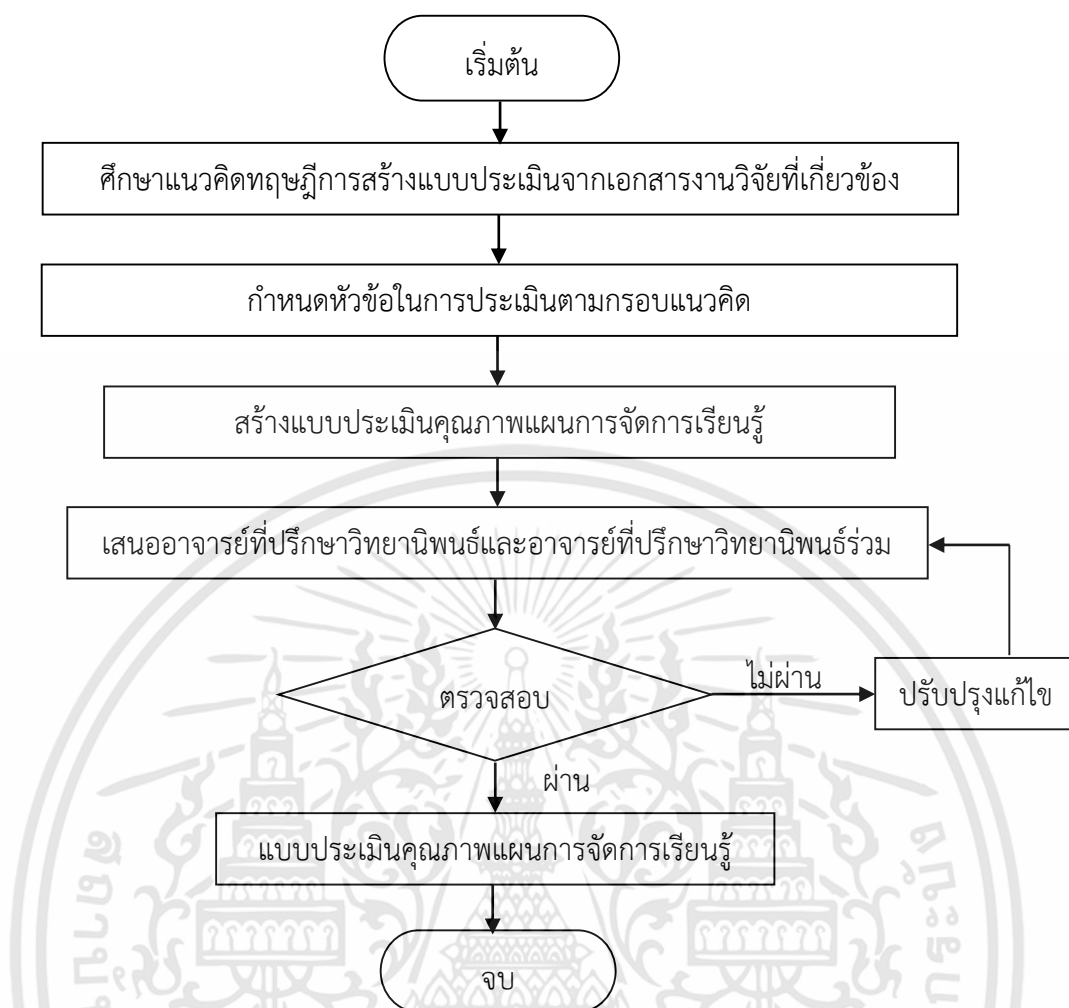 เริ่มต้น
ศึกษาแนวคิดทฤษฎีการสร้างแบบประเมินจากเอกสารงานวิจัยที่เกี่ยวข้อง
กำหนดหัวข้อในการประเมินตามกรอบแนวคิด
สร้างแบบประเมินคุณภาพแผนการจัดการเรียนรู้
เสนออาจารย์ที่ปรึกษาวิทยานิพนธ์และอาจารย์ที่ปรึกษาวิทยานิพนธ์ร่วม
ตรวจสอบ
ไม่ผ่าน
ปรับปรุงแก้ไข
ผ่าน
แบบประเมินคุณภาพแผนการจัดการเรียนรู้
จบ